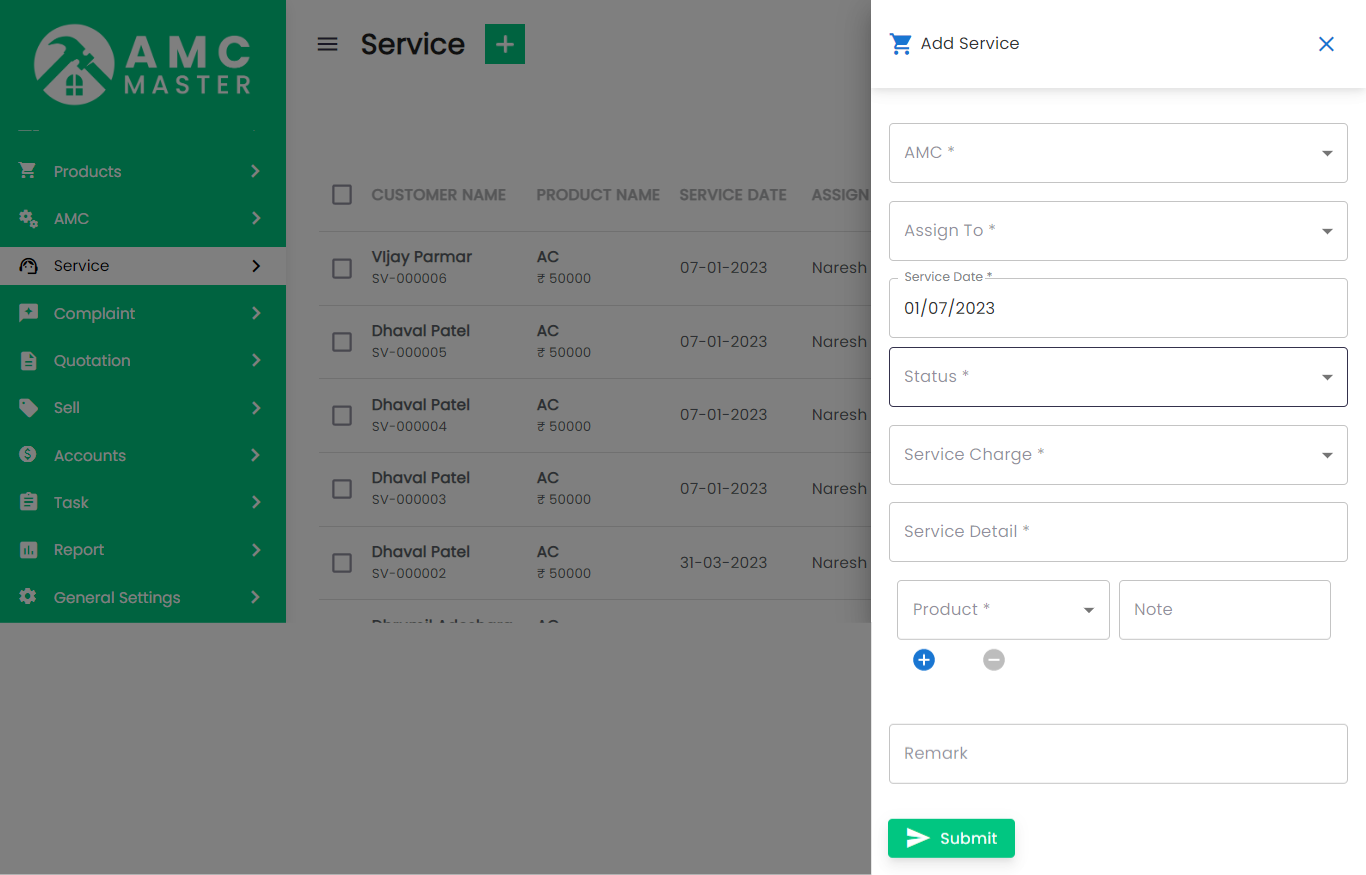 AMC
MASTER
Products
AMC
Service
Complaint
Quotation
Sell
Accounts
Task
Report
General Settings
Service
CUSTOMER NAME PRODUCT NAME SERVICE DATE ASSIGN
VIjay Parmar AC
SV-000006 ₹ 50000 07-01-2023 Naresh
Dhaval Patel AC
SV-000005 ₹ 50000 07-01-2023 Naresh
Dhaval Patel AC
SV-000004 ₹ 50000 07-01-2023 Naresh
Dhaval Patel AC
SV-000003 ₹ 50000 07-01-2023 Naresh
Dhaval Patel AC
SV-000002 ₹ 50000 31-03-2023 Naresh
Add Service
AMC *
Assign To *
Service Date *
01/07/2023
Status *
Service Charge *
Service Detail *
Product * Note
Remark
Submit